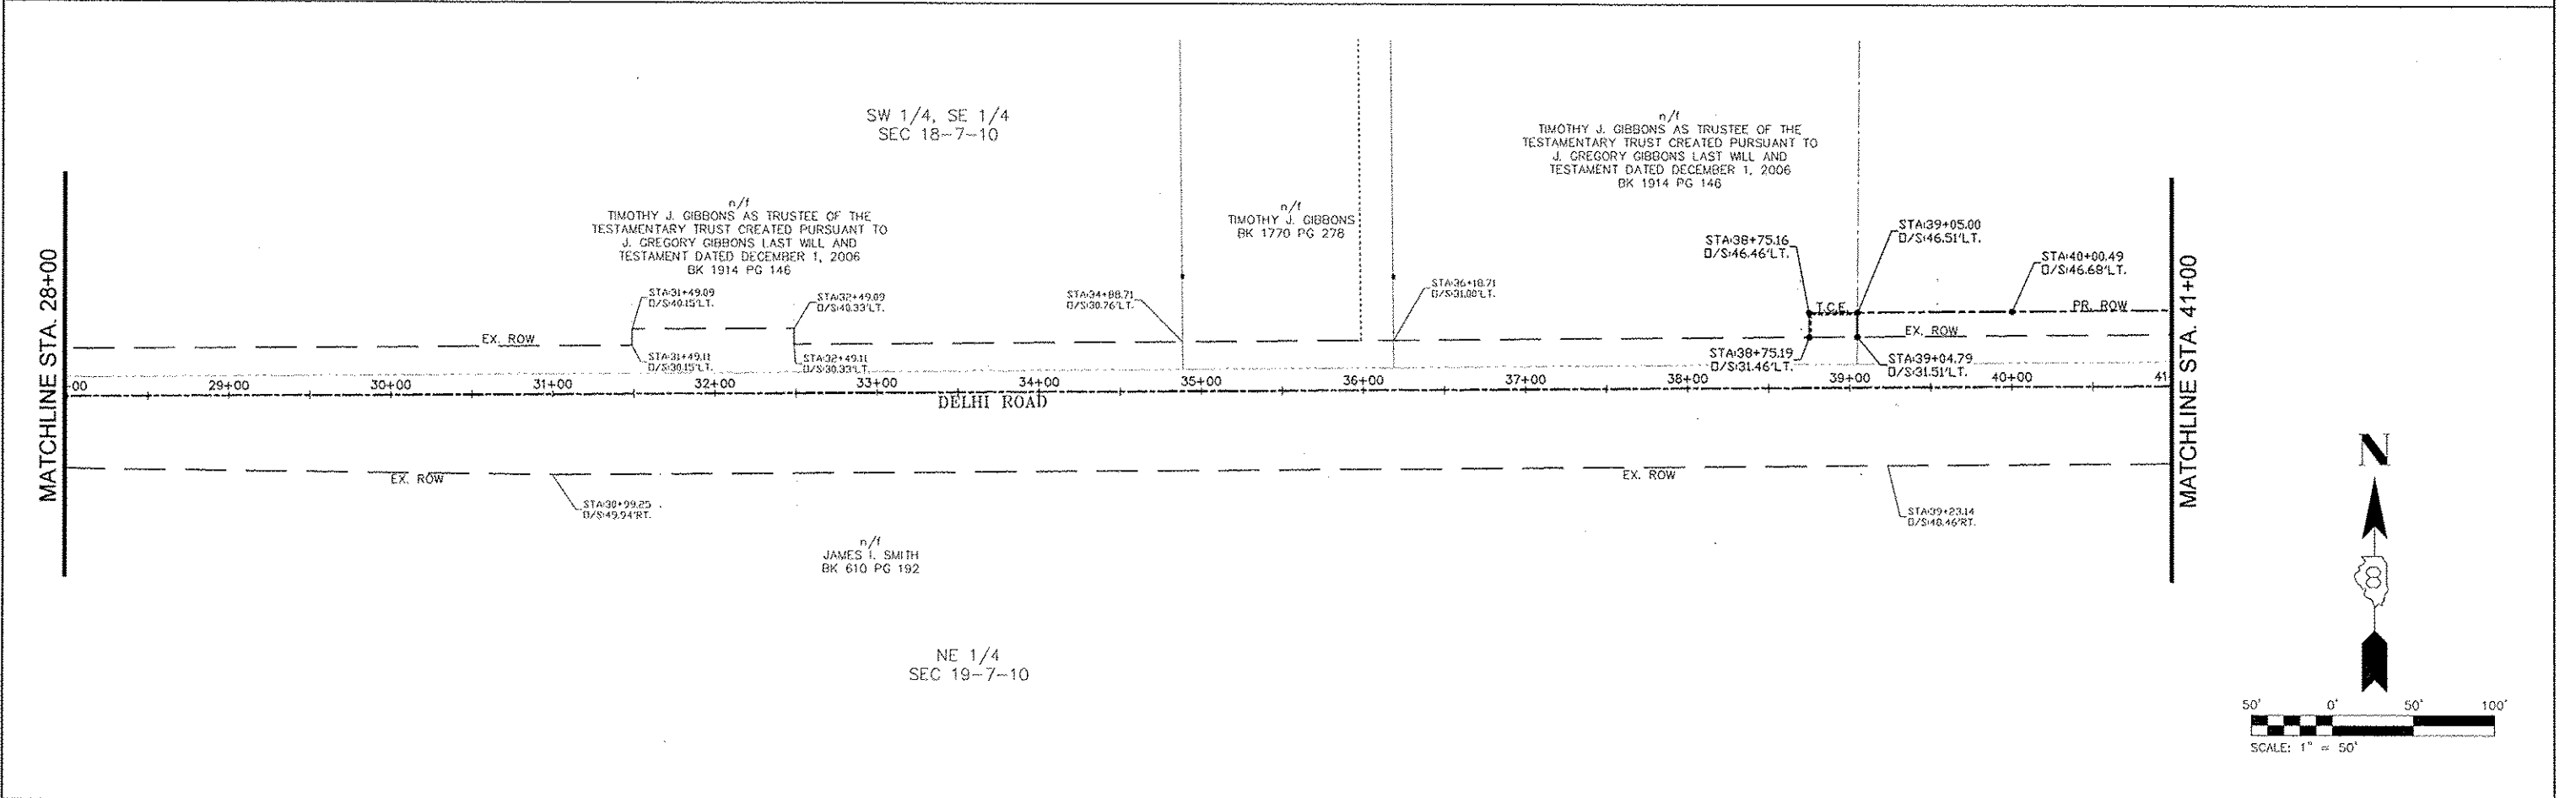 SW 1/4, SE 1/4
SEC 18-7-10
n/f
TIMOTHY J. GIBBONS AS TRUSTEE OF THE
TESTAMENTARY TRUST CREATED PURSUANT TO
J. GREGORY GIBBONS LAST WILL AND
TESTAMENT DATED DECEMBER 1, 2006
BK 1914 PG 146
n/f
TIMOTHY J. GIBBONS
BK 1770 PG 278
n/f
TIMOTHY J. GIBBONS AS TRUSTEE OF THE
TESTAMENTARY TRUST CREATED PURSUANT TO
J. GREGORY GIBBONS LAST WILL AND
TESTAMENT DATED DECEMBER 1, 2006
BK 1914 PG 146
MATCHLINE STA. 28+00
STA:31+49.09
O/S:40.15'LT.
STA:32+49.09
O/S:40.33'LT.
STA:34+88.71
O/S:30.76'LT.
STA:36+18.71
O/S:31.00'LT.
STA:38+75.16
O/S:46.46'LT.
STA:39+05.00
O/S:46.51'LT.
STA:40+00.49
O/S:46.68'LT.
MATCHLINE STA. 41+00
EX. ROW
T.C.E.
PR. ROW
EX. ROW
STA:31+49.11
O/S:30.15'LT.
STA:32+49.11
O/S:30.33'LT.
STA:38+75.19
O/S:31.46'LT.
STA:39+04.79
O/S:31.51'LT.
+00 29+00 30+00 31+00 32+00 33+00 34+00 35+00 36+00 37+00 38+00 39+00 40+00 41
DELHI ROAD
EX. ROW
EX. ROW
STA:30+99.25
O/S:49.94'RT.
STA:39+23.14
O/S:48.46'RT.
n/f
JAMES I. SMITH
BK 610 PG 192
NE 1/4
SEC 19-7-10
N
8
50' 0' 50' 100'
SCALE: 1" = 50'